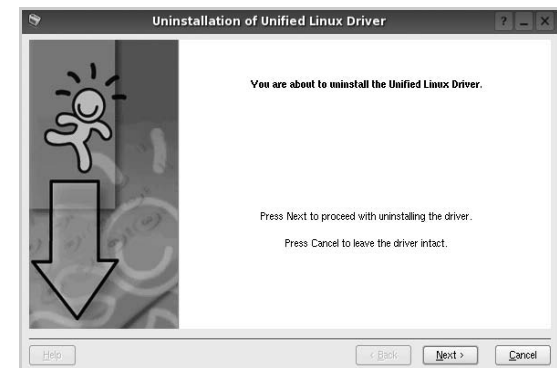 Uninstallation of Unified Linux Driver
You are about to uninstall the Unified Linux Driver.
Press Next to proceed with uninstalling the driver.
Press Cancel to leave the driver intact.
Help
< Back
Next >
Cancel